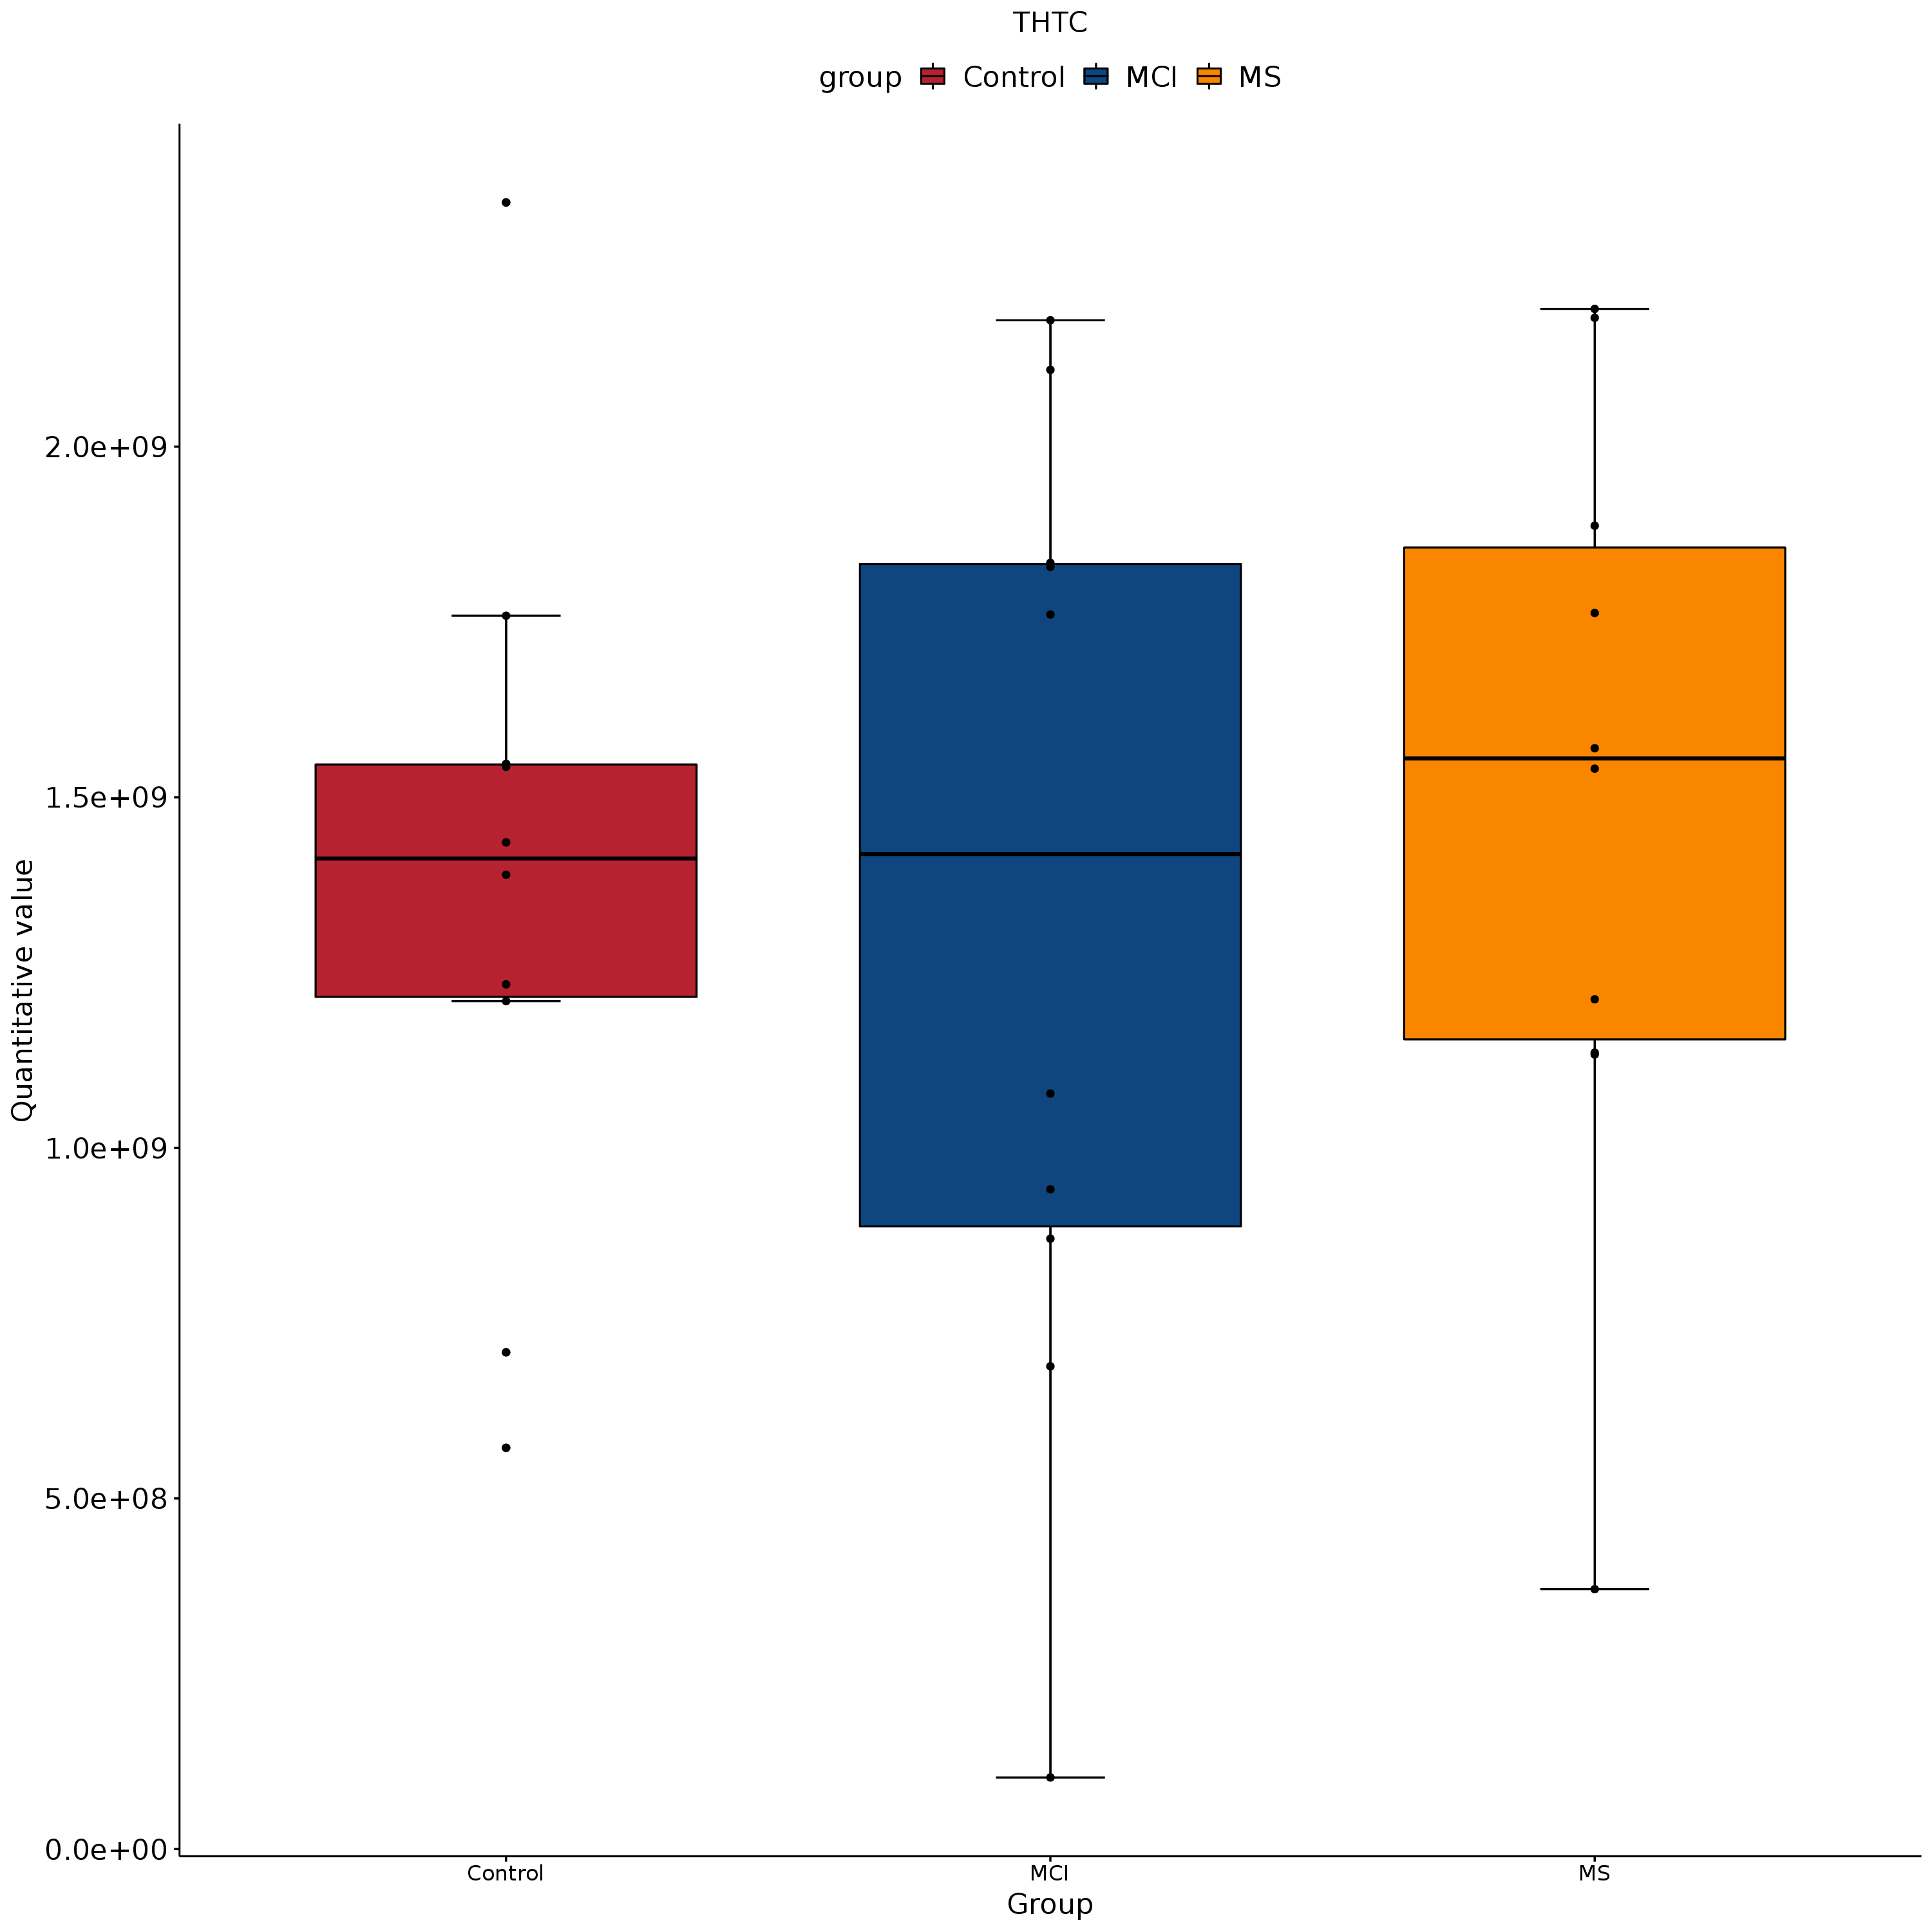 THTC
group Control MCI MS
Quantitative value
2.0e+09
1.5e+09
1.0e+09
5.0e+08
0.0e+00
Control MCI MS
Group